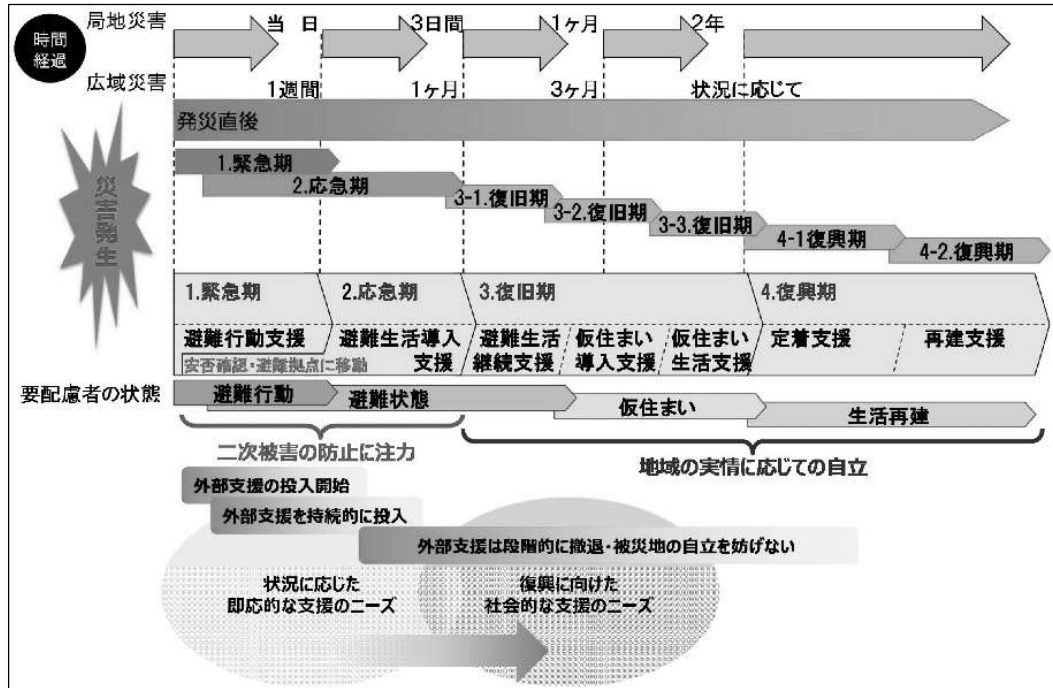 時間
経過
局地災害
当 日
3日間
1ヶ月
2年
広域災害
1週間
1ヶ月
3ヶ月
状況に応じて
災害発生
発災直後
1.緊急期
2.応急期
3-1.復旧期
3-2.復旧期
3-3.復旧期
4-1復興期
4-2.復興期
1.緊急期
2.応急期
3.復旧期
4.復興期
避難行動支援
安否確認・避難拠点に移動
避難生活導入
支援
避難生活
継続支援
仮住まい
導入支援
仮住まい
生活支援
定着支援
再建支援
要配慮者の状態
避難行動
避難状態
仮住まい
生活再建
二次被害の防止に注力
地域の実情に応じての自立
外部支援の投入開始
外部支援を持続的に投入
外部支援は段階的に撤退・被災地の自立を妨げない
状況に応じた
即応的な支援のニーズ
復興に向けた
社会的な支援のニーズ